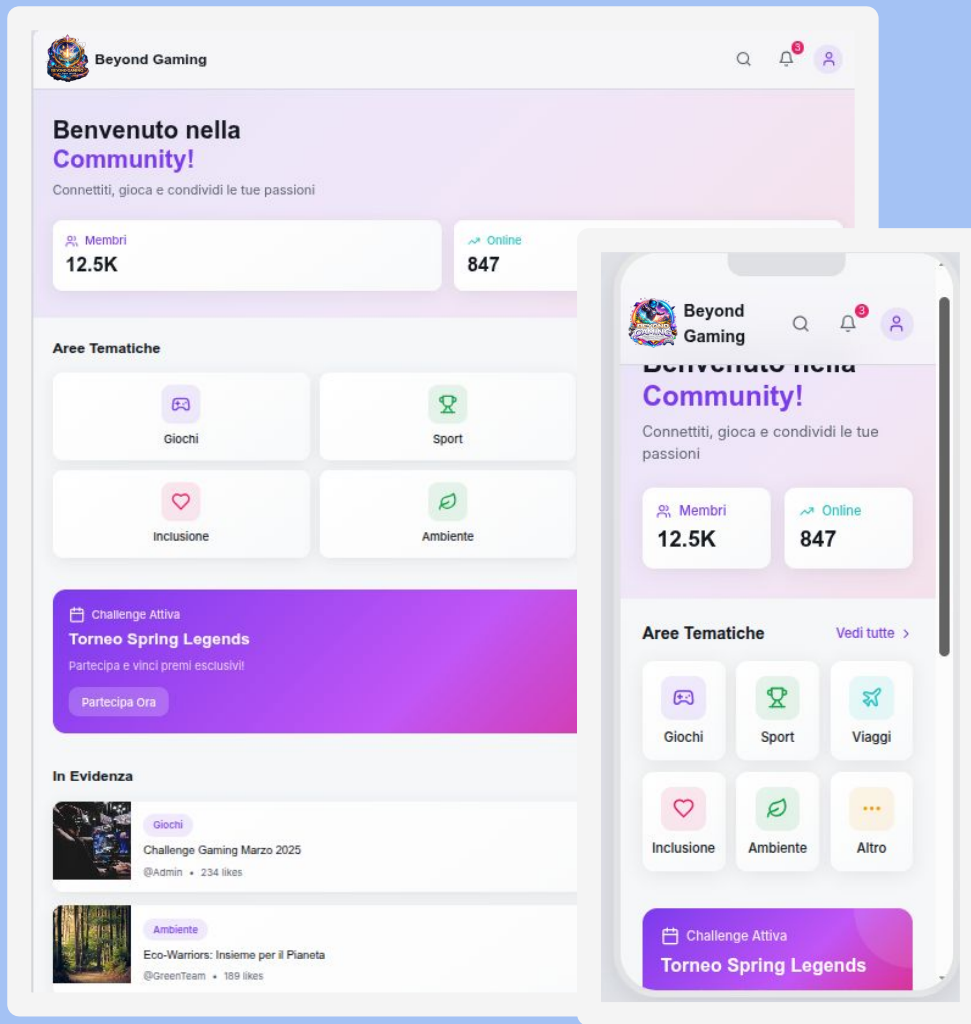 Beyond Gaming
3
Benvenuto nella
Community!
Connettiti, gioca e condividi le tue passioni
Membri
12.5K
Online
847
Aree Tematiche
Giochi
Sport
Inclusione
Ambiente
Challenge Attiva
Torneo Spring Legends
Partecipa e vinci premi esclusivi!
Partecipa Ora
In Evidenza
Giochi
Challenge Gaming Marzo 2025
@Admin • 234 likes
Ambiente
Eco-Warriors: Insieme per il Pianeta
@GreenTeam • 189 likes
BEYOND GAMING
Beyond
Gaming
3
Benvenuto nella
Community!
Connettiti, gioca e condividi le tue
passioni
Membri
12.5K
Online
847
Aree Tematiche
Vedi tutte
Giochi
Sport
Viaggi
Inclusione
Ambiente
Altro
Challenge Attiva
Torneo Spring Legends